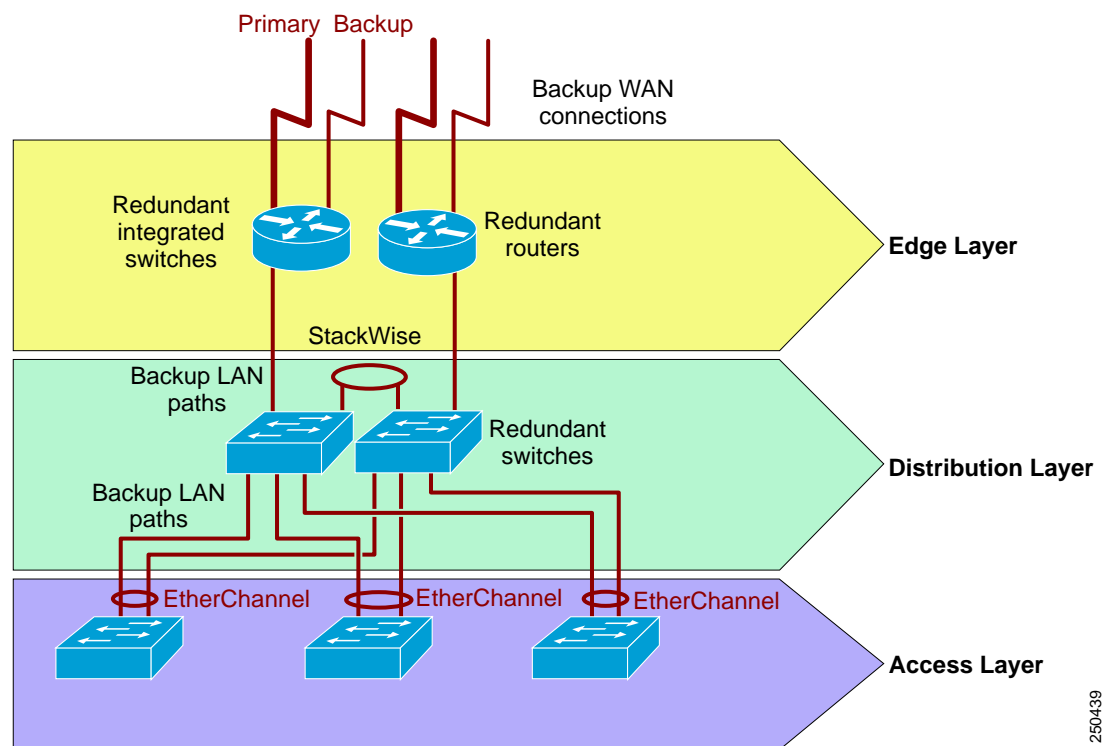 Primary Backup
Backup WAN
connections
Redundant
integrated
switches
Redundant
routers
Edge Layer
StackWise
Backup LAN
paths
Redundant
switches
Distribution Layer
Backup LAN
paths
EtherChannel
EtherChannel
EtherChannel
Access Layer
250439